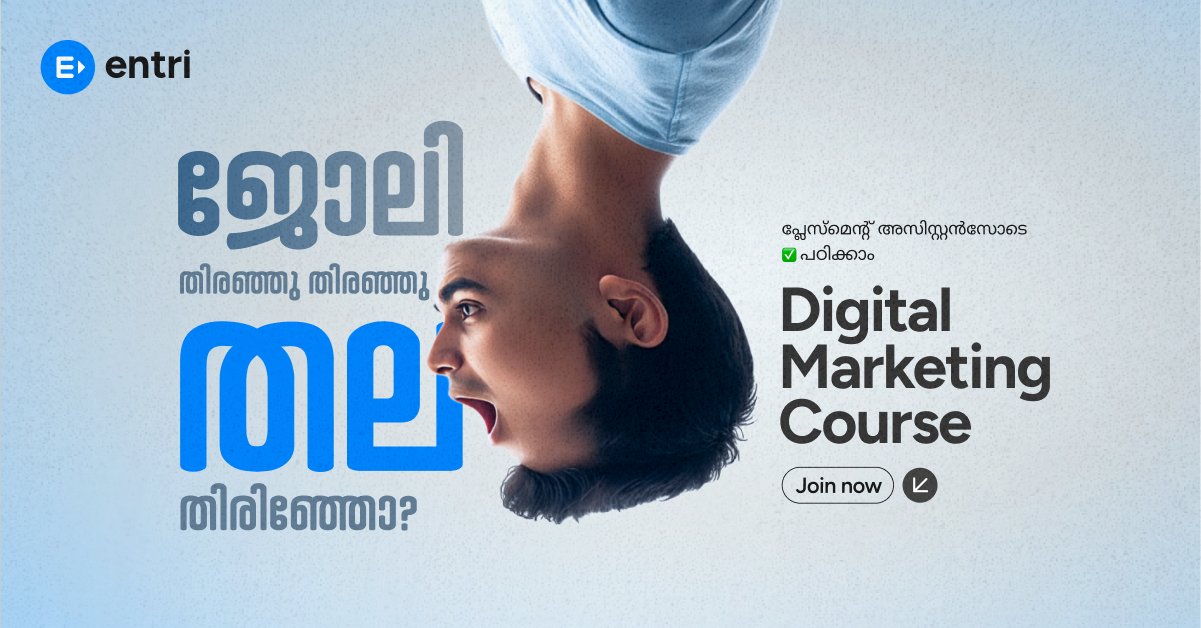 entri
ജോലി
തിരഞ്ഞു തിരഞ്ഞു
തല
തിരിഞ്ഞോ?
പ്ലേസ്മെന്റ് അസിസ്റ്റൻസോടെ
✅ പഠിക്കാം
Digital
Marketing
Course
Join now